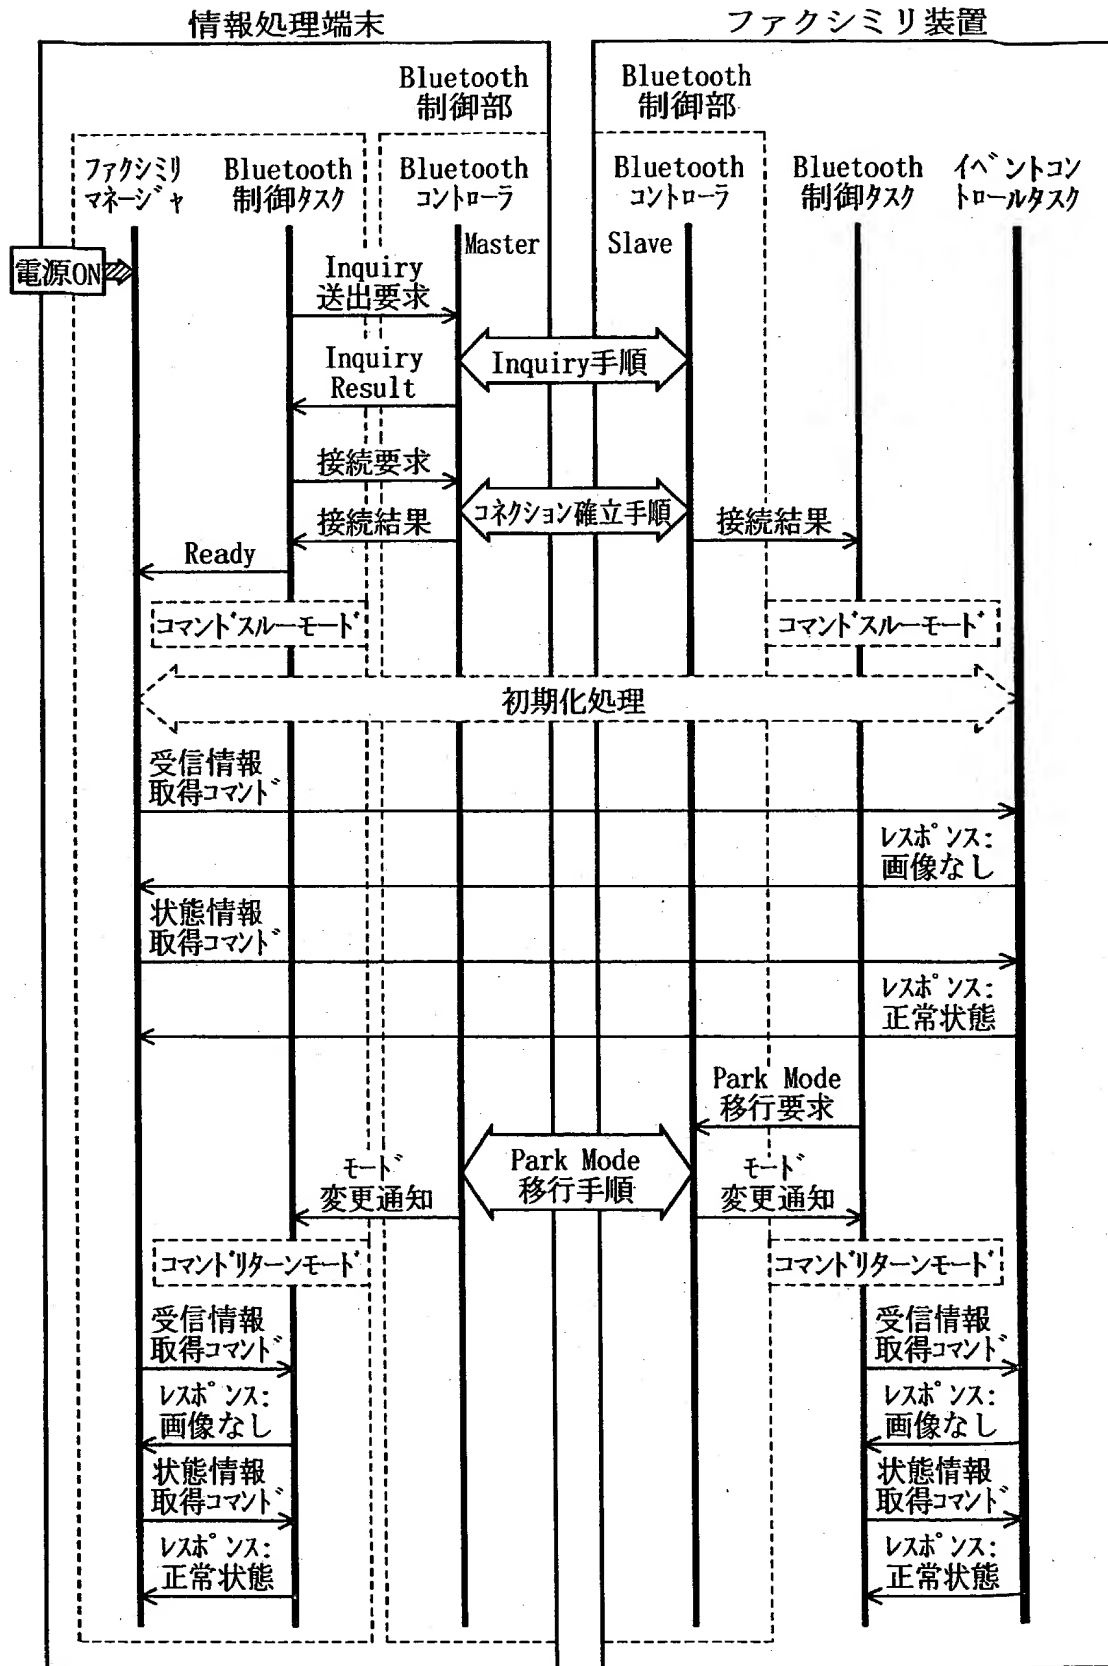 情報処理端末
ファクシミリ装置
Bluetooth
制御部
Bluetooth
制御部
ファクシミリ
マネージャ
Bluetooth
制御タスク
Bluetooth
コントローラ
Bluetooth
コントローラ
Bluetooth
制御タスク
イベントコン
トロールタスク
Master
Slave
電源ON
Inquiry
送出要求
Inquiry手順
Inquiry
Result
接続要求
コネクション確立手順
接続結果
接続結果
Ready
コマンドスルーモード
コマンドスルーモード
初期化処理
受信情報
取得コマンド
レスポンス:
画像なし
状態情報
取得コマンド
レスポンス:
正常状態
Park Mode
移行要求
Park Mode
移行手順
モード
変更通知
モード
変更通知
コマンドリターンモード
コマンドリターンモード
受信情報
取得コマンド
受信情報
取得コマンド
レスポンス:
画像なし
レスポンス:
画像なし
状態情報
取得コマンド
状態情報
取得コマンド
レスポンス:
正常状態
レスポンス:
正常状態